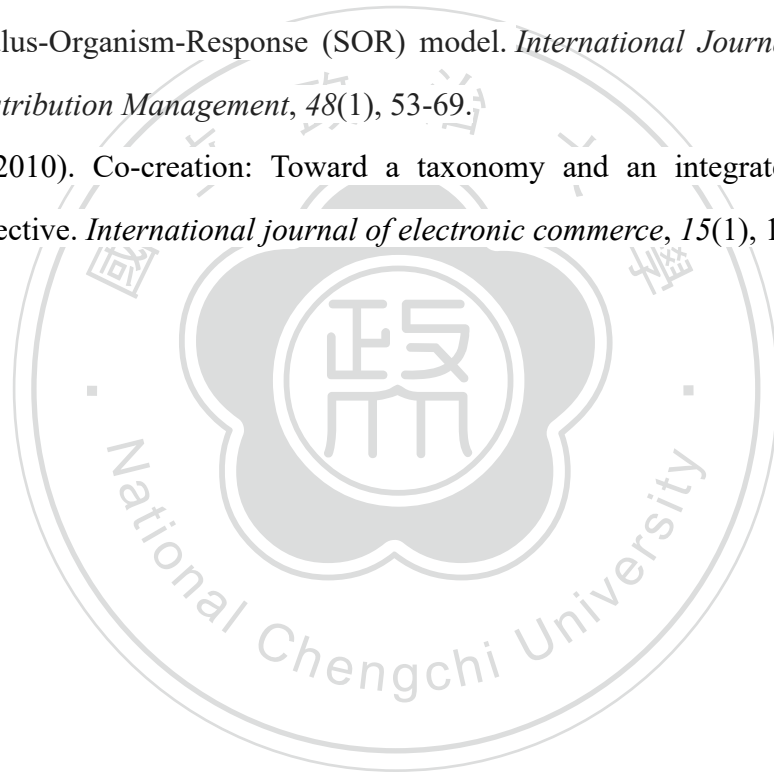 lus-Organism-Response (SOR) model. International Journa
tribution Management, 48(1), 53-69.
2010). Co-creation: Toward a taxonomy and an integrat
ective. International journal of electronic commerce, 15(1), 1
國 治 學
政大
National Chengchi University